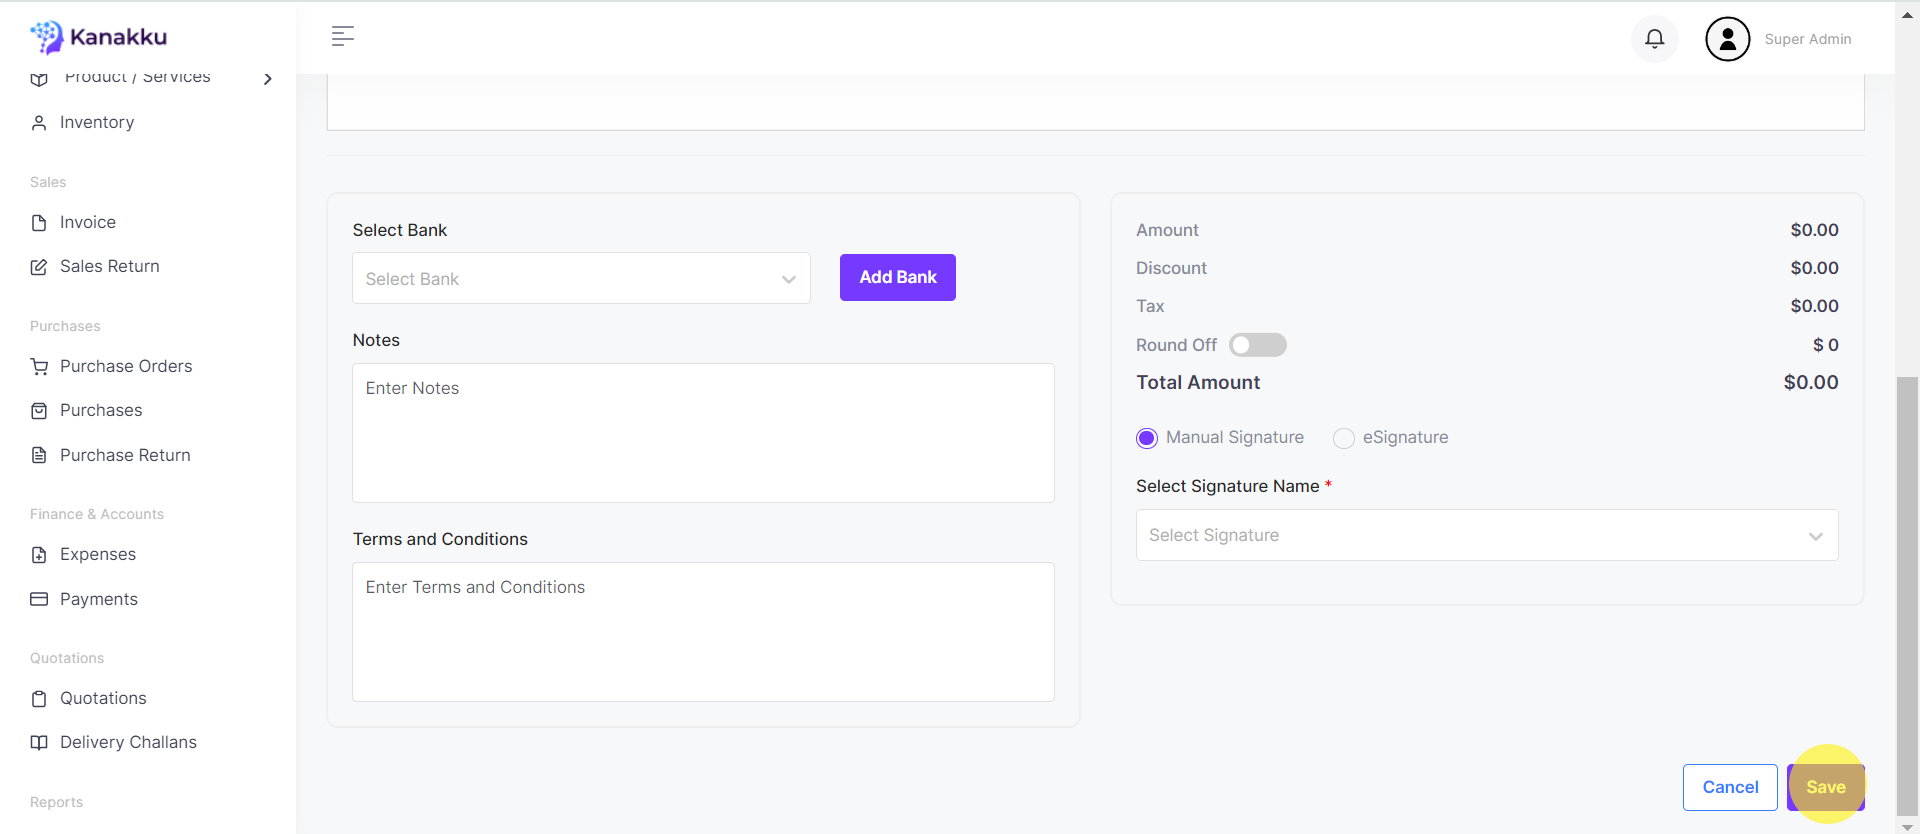 Kanakku
Super Admin
Product / Services
Inventory
Sales
Invoice
Sales Return
Purchases
Purchase Orders
Purchases
Purchase Return
Finance & Accounts
Expenses
Payments
Quotations
Quotations
Delivery Challans
Reports
Select Bank
Select Bank
Add Bank
Notes
Enter Notes
Terms and Conditions
Enter Terms and Conditions
Amount $0.00
Discount $0.00
Tax $0.00
Round Off $ 0
Total Amount $0.00
Manual Signature eSignature
Select Signature Name *
Select Signature
Cancel Save